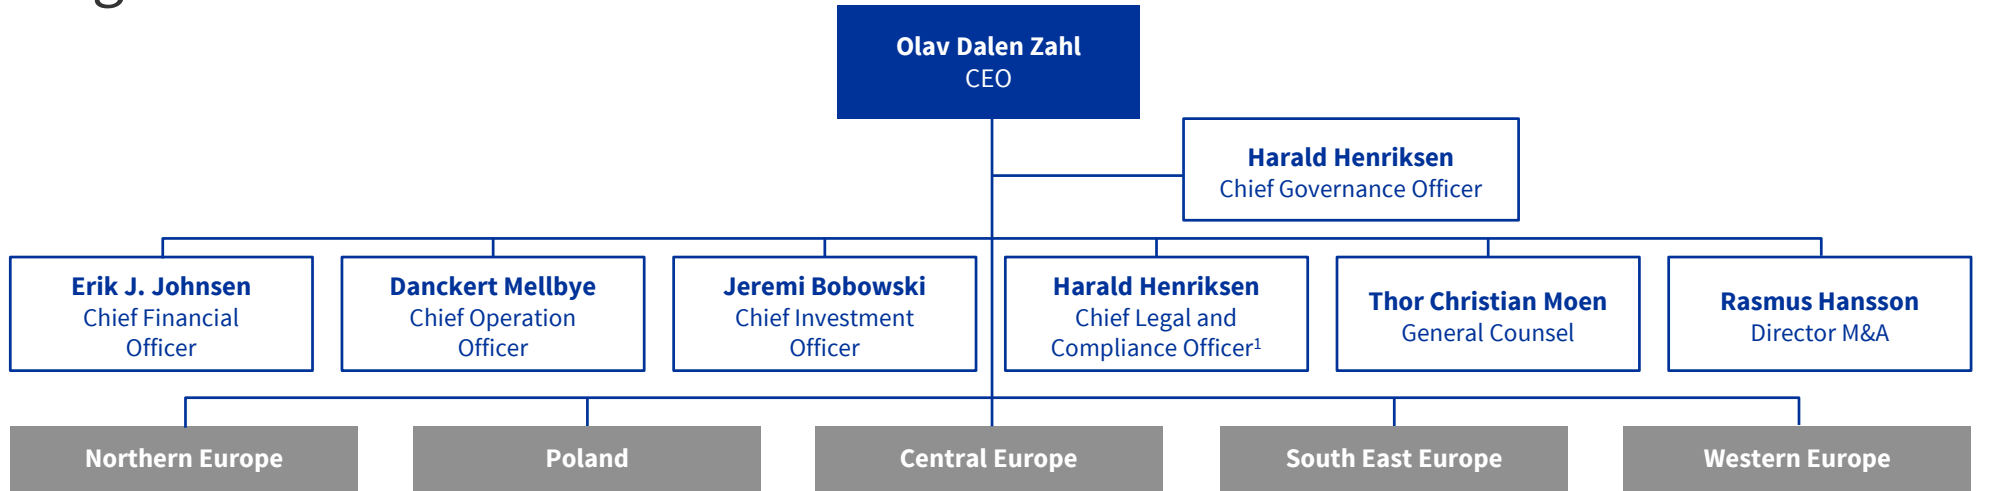 Olav Dalen Zahl
CEO
Harald Henriksen
Chief Governance Officer
Erik J. Johnsen
Chief Financial
Officer
Danckert Mellbye
Chief Operation
Officer
Jeremi Bobowski
Chief Investment
Officer
Harald Henriksen
Chief Legal and
Compliance Officer¹
Thor Christian Moen
General Counsel
Rasmus Hansson
Director M&A
Northern Europe
Poland
Central Europe
South East Europe
Western Europe